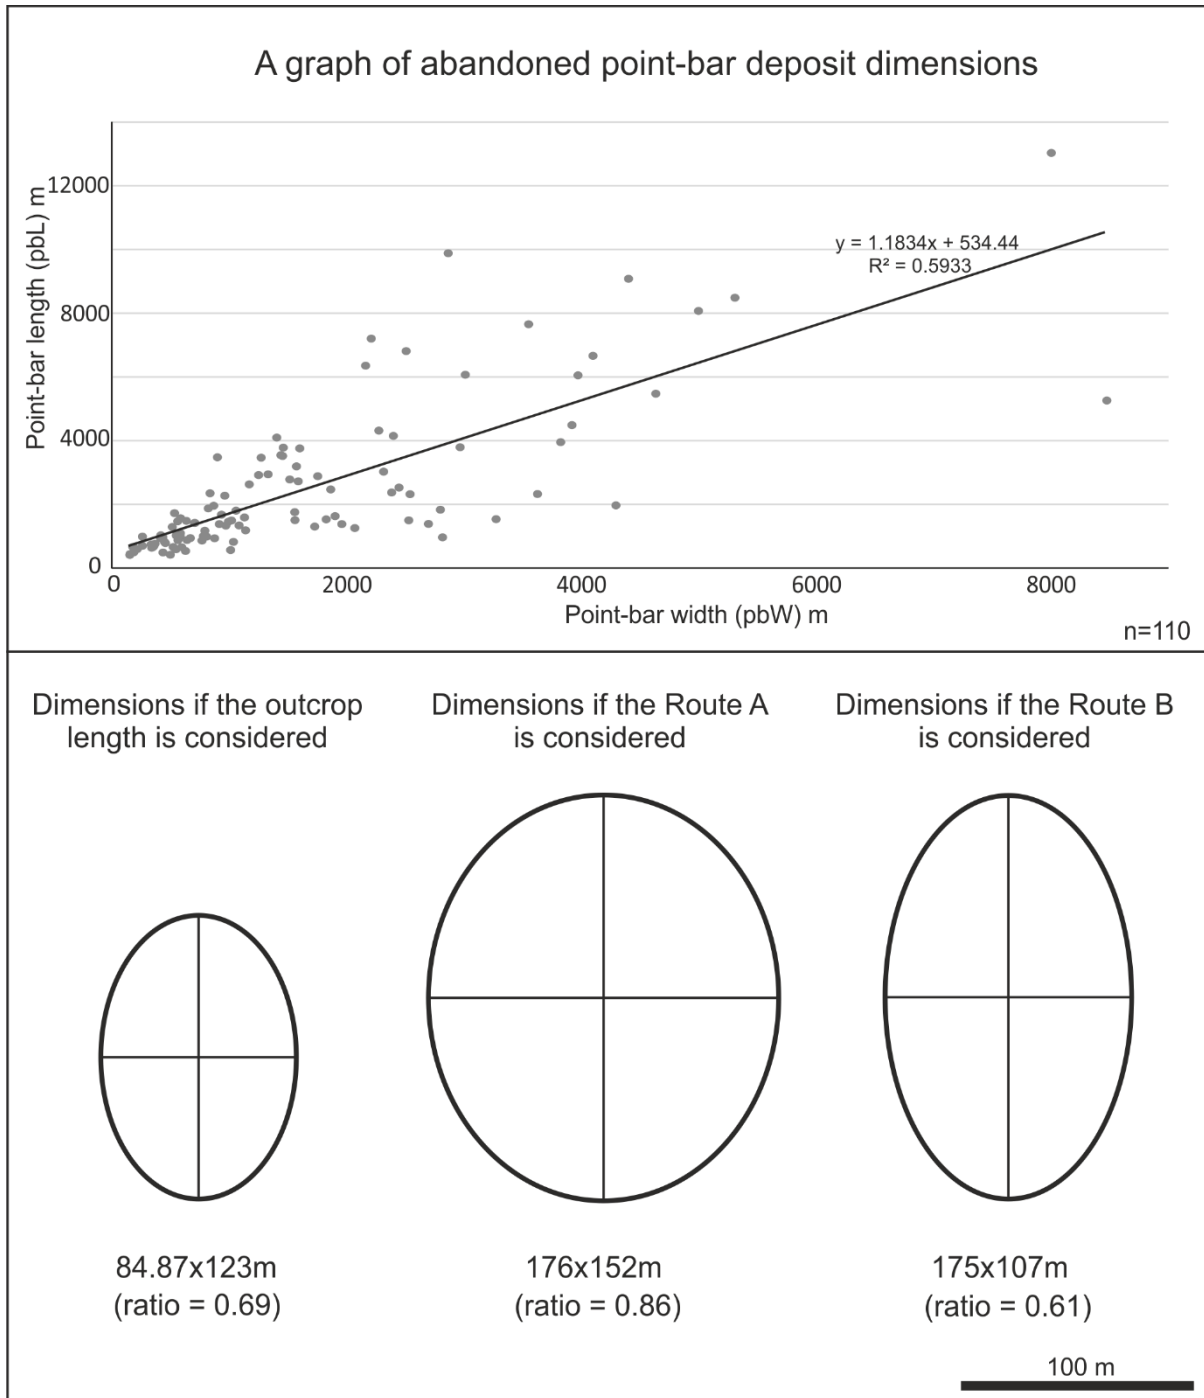 A graph of abandoned point-bar deposit dimensions
Point-bar length (pbL) m
12000
8000
4000
0
y = 1.1834x + 534.44
R² = 0.5933
0 2000 4000 6000 8000
Point-bar width (pbW) m
n=110
Dimensions if the outcrop
length is considered
Dimensions if the Route A
is considered
Dimensions if the Route B
is considered
84.87x123m
(ratio = 0.69)
176x152m
(ratio = 0.86)
175x107m
(ratio = 0.61)
100 m